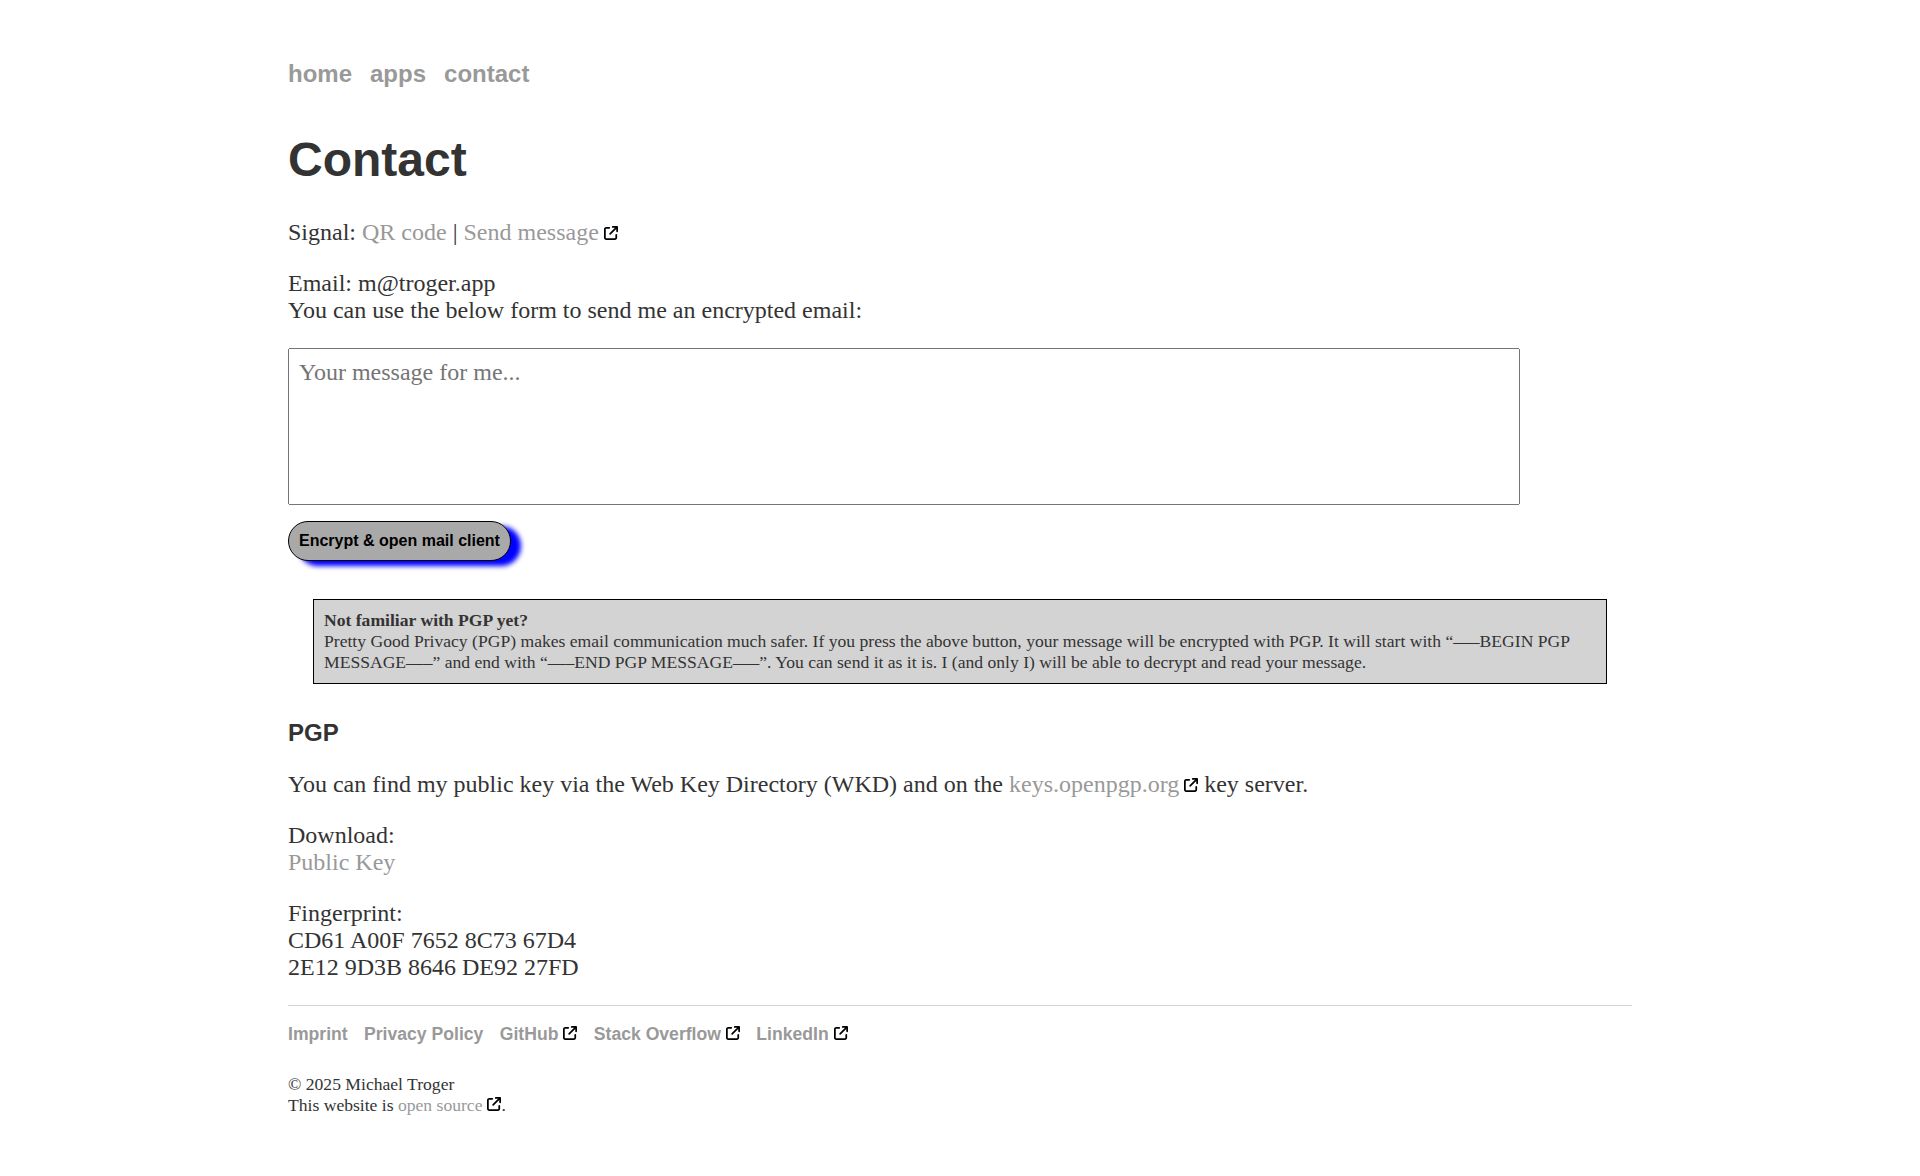 home apps contact
Contact
Signal: QR code | Send message
Email: m@troger.app
You can use the below form to send me an encrypted email:
Your message for me...
Encrypt & open mail client
Not familiar with PGP yet?
Pretty Good Privacy (PGP) makes email communication much safer. If you press the above button, your message will be encrypted with PGP. It will start with “—–BEGIN PGP
MESSAGE—–” and end with “—–END PGP MESSAGE—–”. You can send it as it is. I (and only I) will be able to decrypt and read your message.
PGP
You can find my public key via the Web Key Directory (WKD) and on the keys.openpgp.org key server.
Download:
Public Key
Fingerprint:
CD61 A00F 7652 8C73 67D4
2E12 9D3B 8646 DE92 27FD
Imprint Privacy Policy GitHub Stack Overflow LinkedIn
© 2025 Michael Troger
This website is open source.